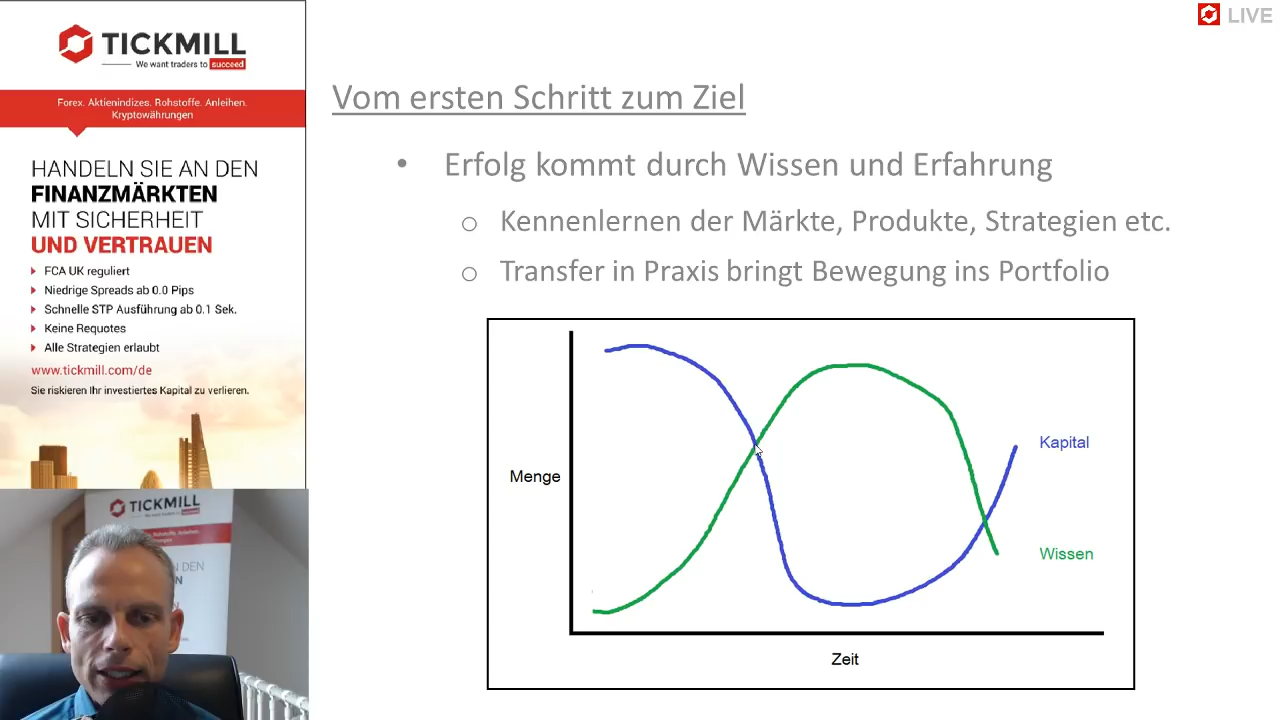 TICKMILL
We want traders to succeed
Forex. Aktienindizes. Rohstoffe. Anleihen.
Kryptowährungen
HANDELN SIE AN DEN
FINANZMÄRKTEN
MIT SICHERHEIT
UND VERTRAUEN
FCA UK reguliert
Niedrige Spreads ab 0.0 Pips
Schnelle STP Ausführung ab 0.1 Sek.
Keine Requotes
Alle Strategien erlaubt
www.tickmill.com/de
Sie riskieren Ihr investiertes Kapital zu verlieren.
TICKMILL
LIVE
Vom ersten Schritt zum Ziel
• Erfolg kommt durch Wissen und Erfahrung
o Kennenlernen der Märkte, Produkte, Strategien etc.
o Transfer in Praxis bringt Bewegung ins Portfolio
Kapital
Menge
Wissen
Zeit